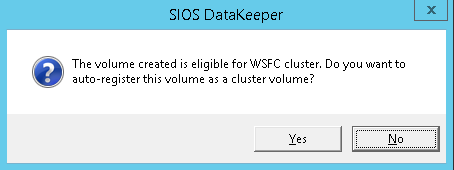 SIOS DataKeeper
x
The volume created is eligible for WSFC cluster. Do you want to
auto-register this volume as a cluster volume?
Yes
No